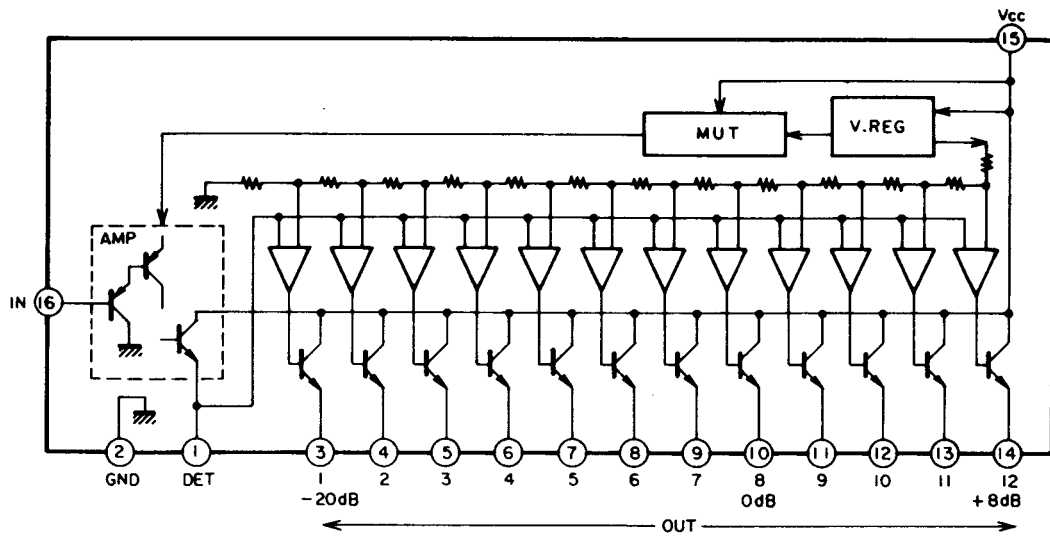 Vcc
15
MUT
V.REG
AMP
IN 16
2 1 3 4 5 6 7 8 9 10 11 12 13 14
GND DET 1 2 3 4 5 6 7 8 9 10 11 12
-20dB 0dB +8dB
OUT